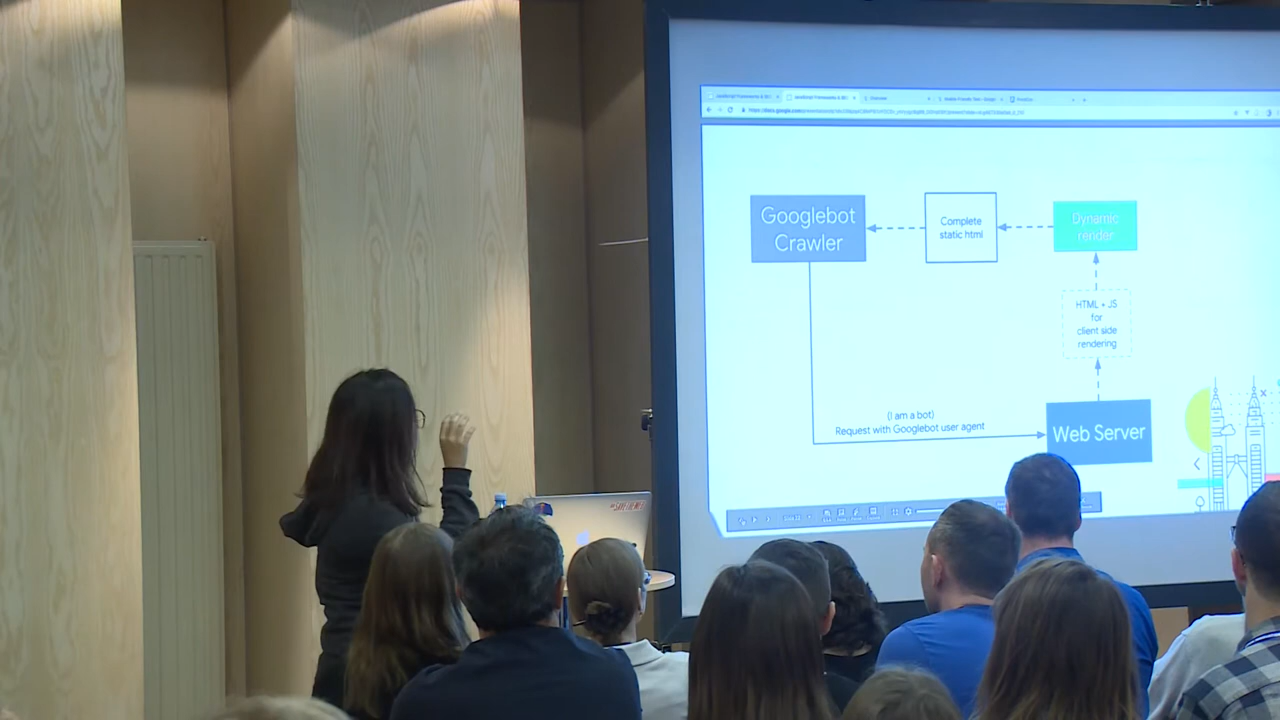 Googlebot
Crawler
Complete
static html
Dynamic
render
HTML + JS
for
client side
rendering
(I am a bot)
Request with Googlebot user agent
Web Server